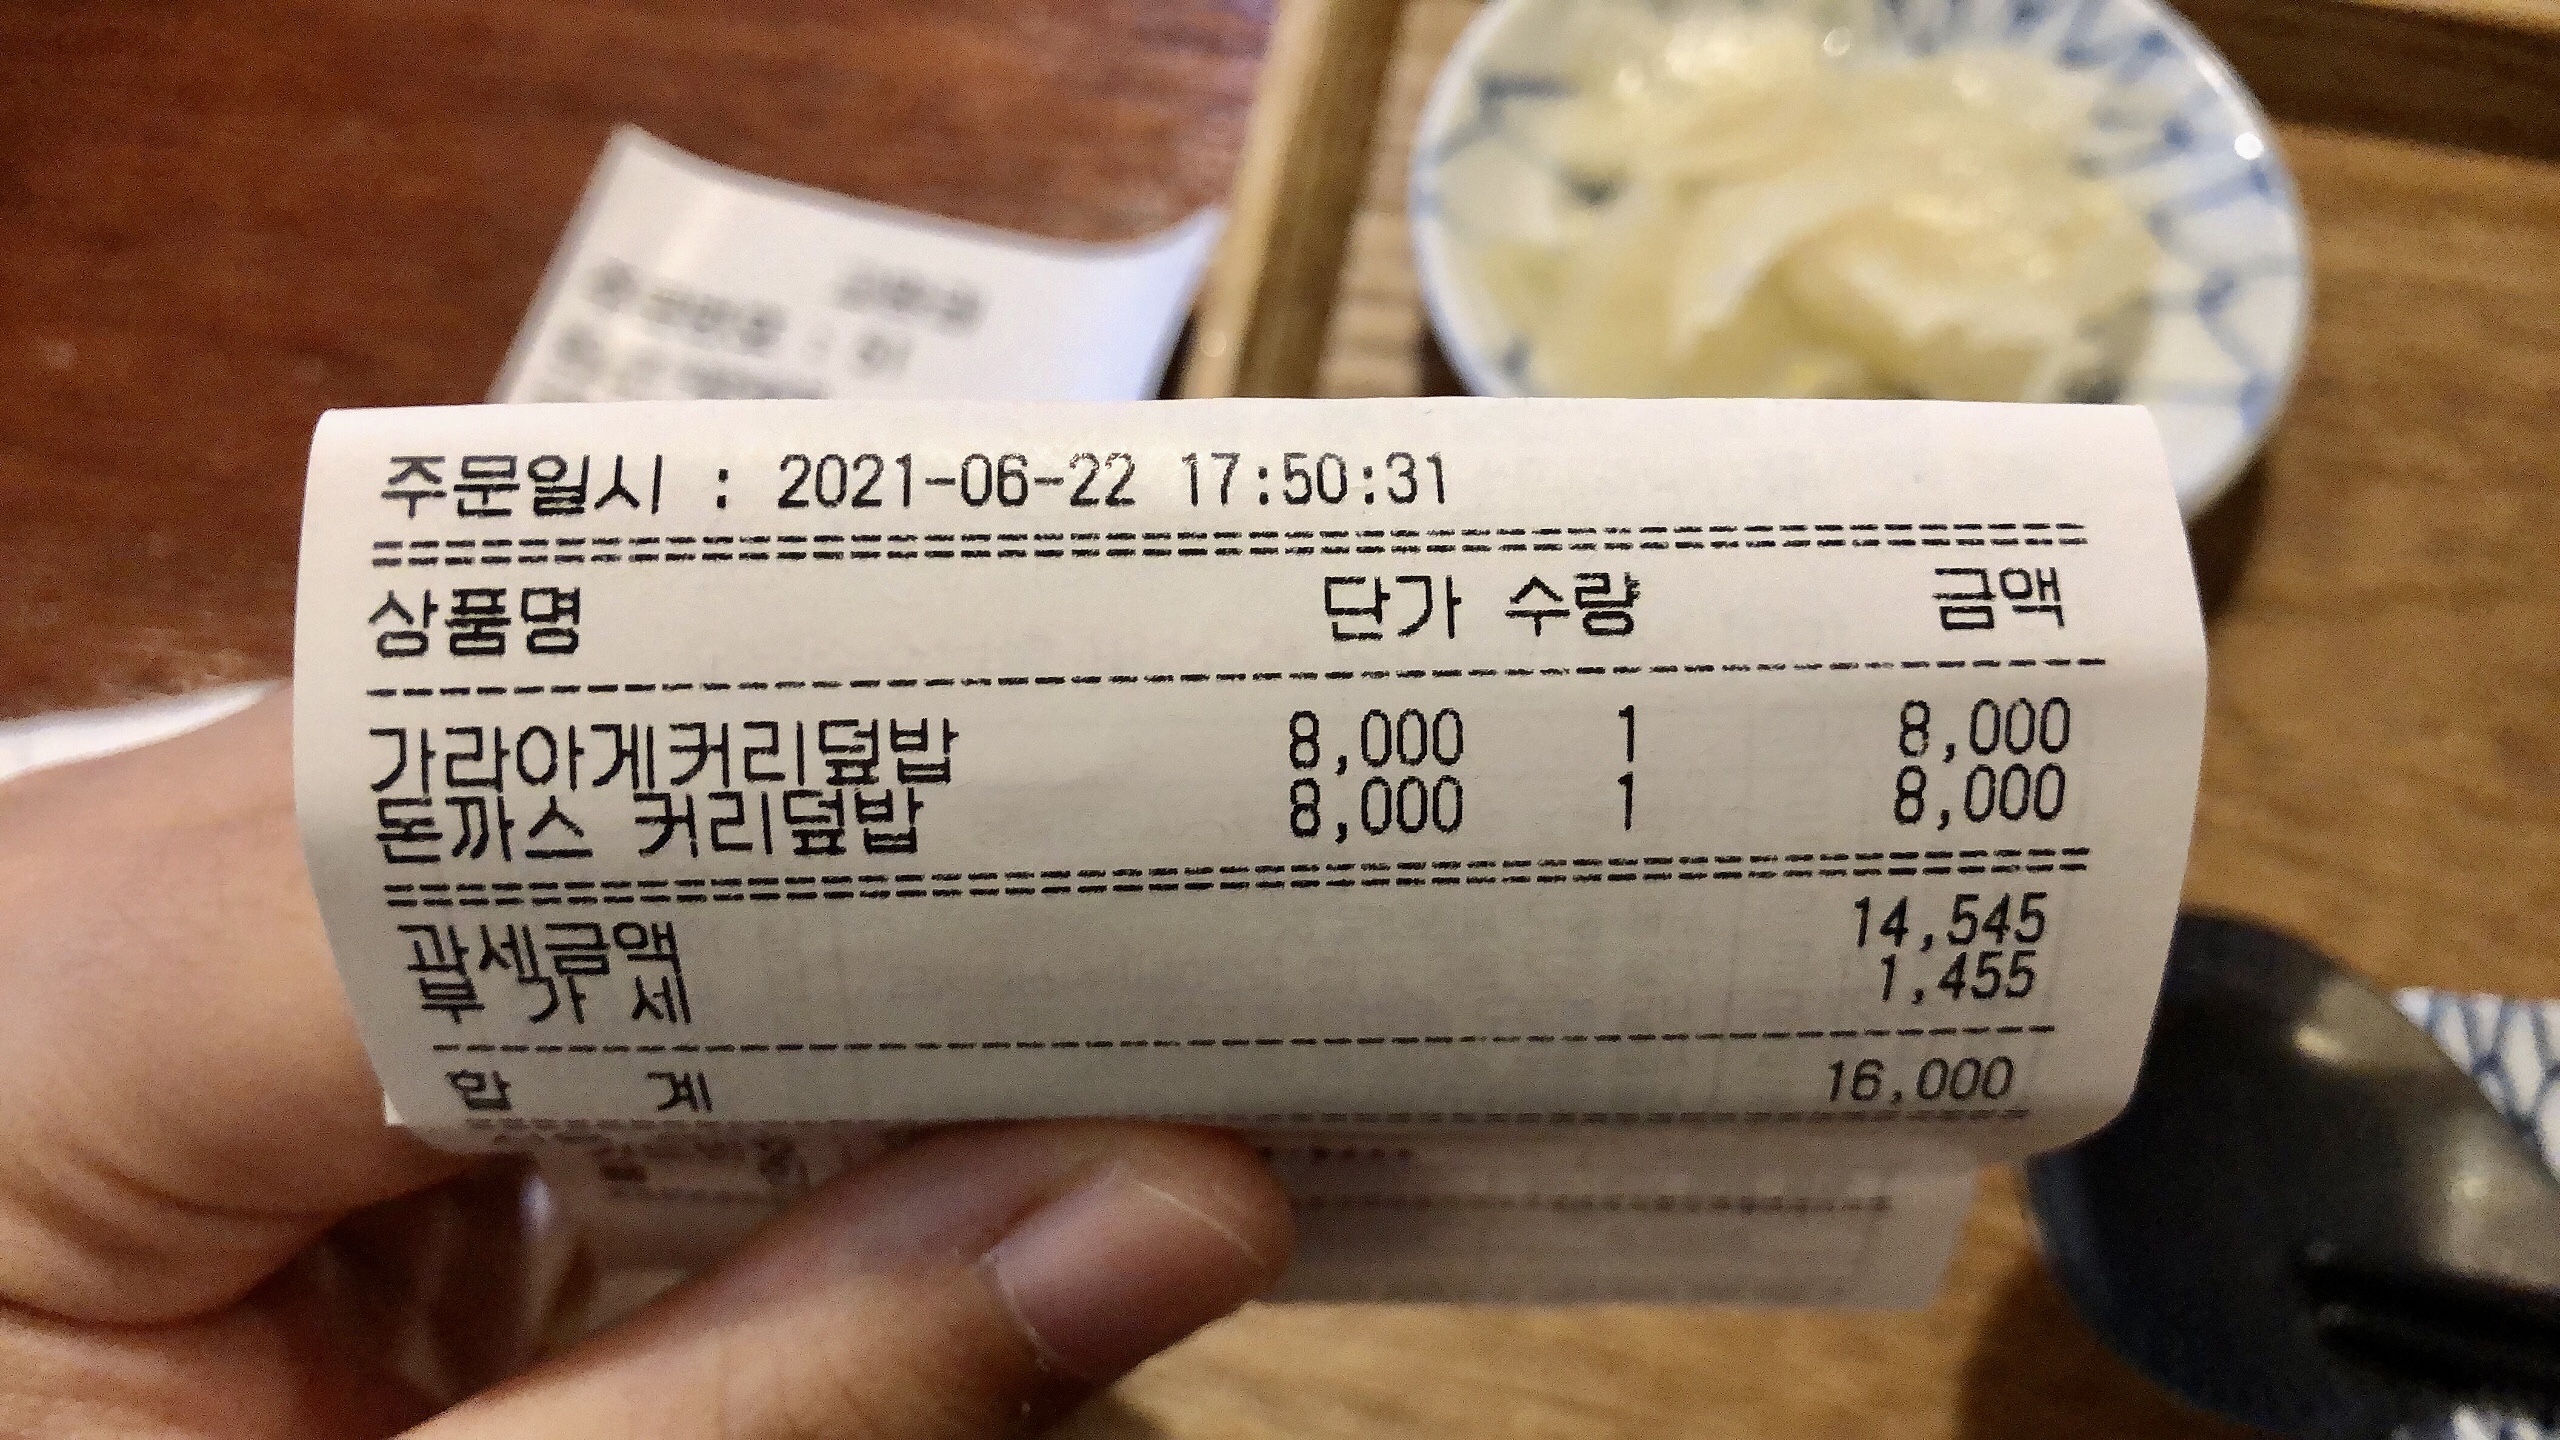 주문일시 : 2021-06-22 17:50:31
상품명 단가 수량 금액
가라아게커리덮밥 8,000 1 8,000
돈까스 커리덮밥 8,000 1 8,000
과세금액 14,545
부 가 세 1,455
합 계 16,000